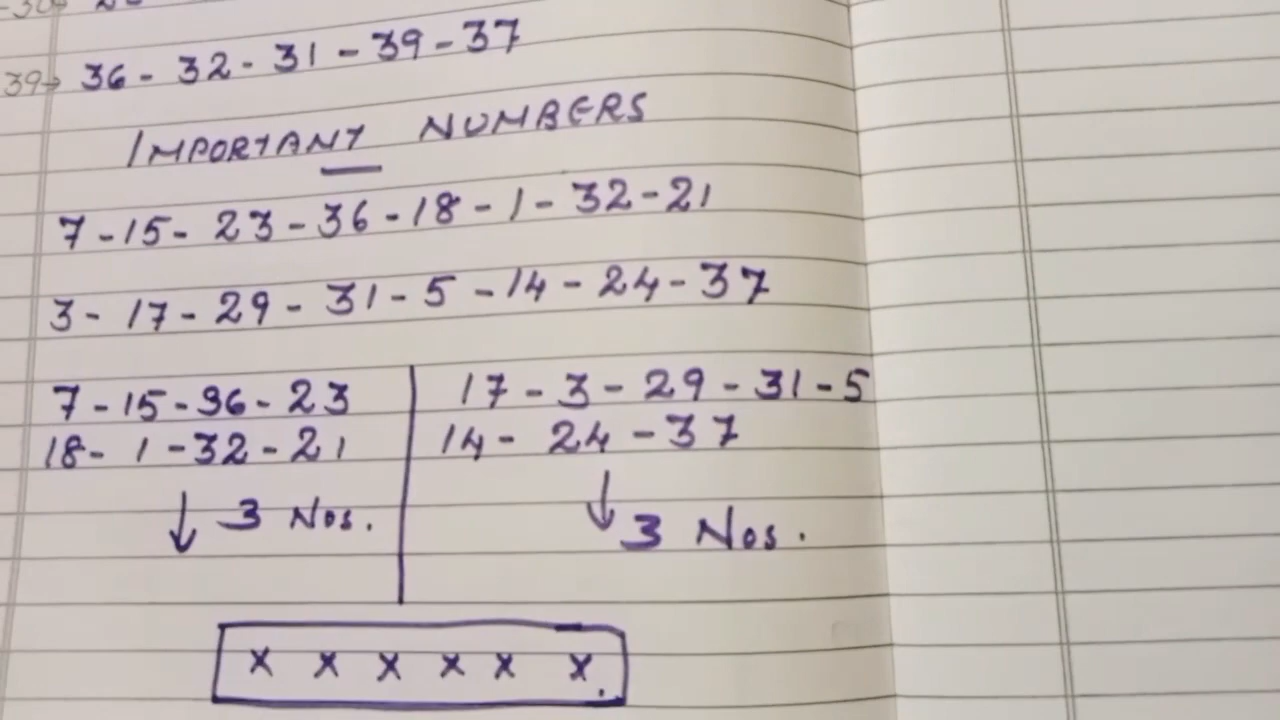 39→ 36 - 32 - 31 - 39 - 37
IMPORTANT NUMBERS
7 - 15 - 23 - 36 - 18 - 1 - 32 - 21
3 - 17 - 29 - 31 - 5 - 14 - 24 - 37
7 - 15 - 36 - 23
18 - 1 - 32 - 21
↓ 3 Nos.
17 - 3 - 29 - 31 - 5
14 - 24 - 37
↓ 3 Nos.
x x x x x x.